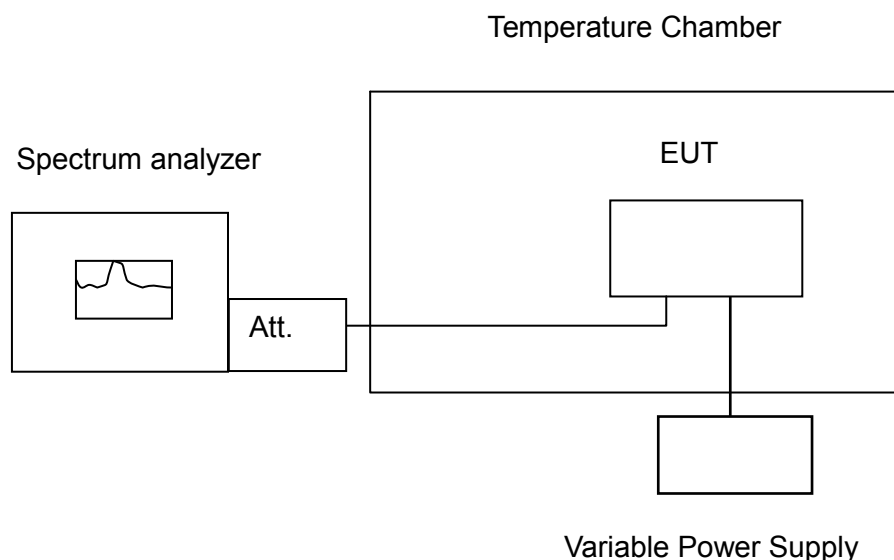 Temperature Chamber
Spectrum analyzer
EUT
Att.
Variable Power Supply